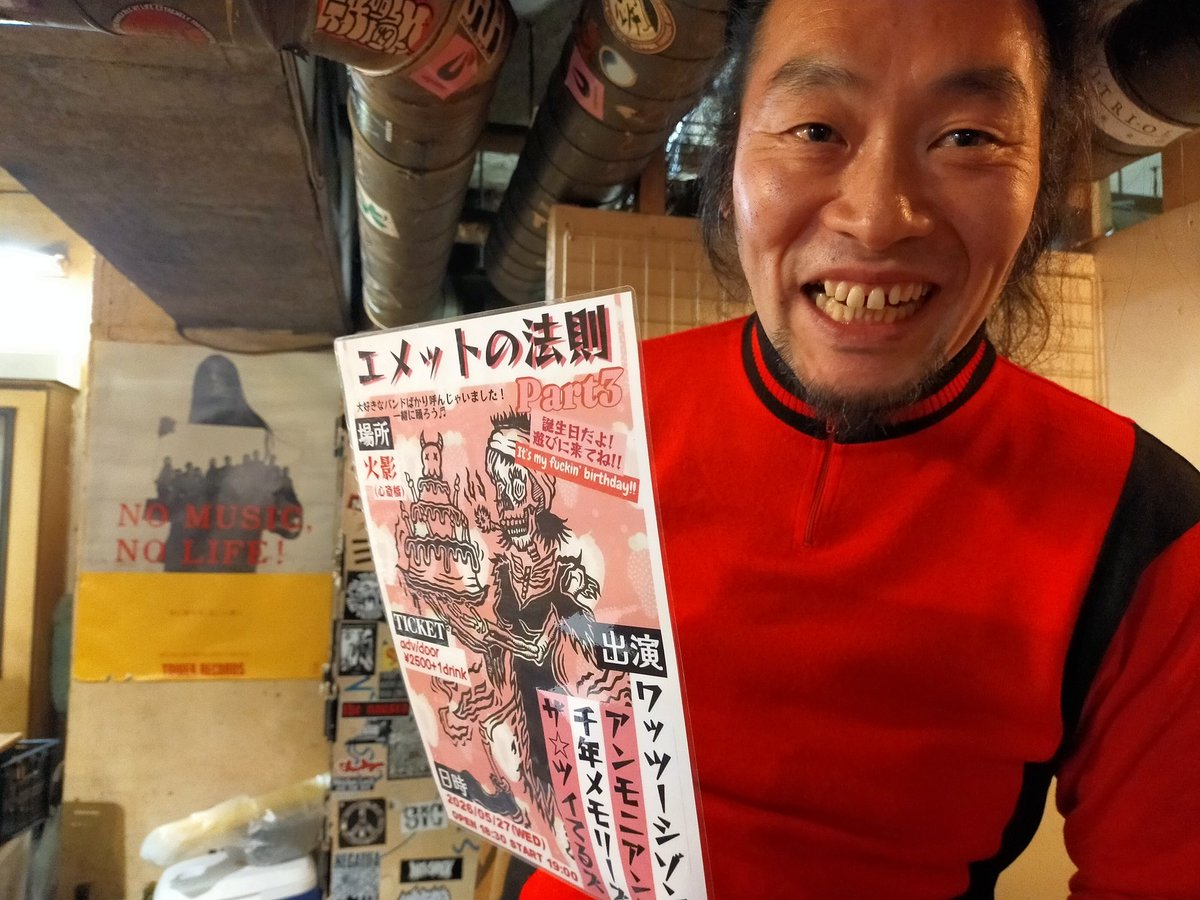 エメットの法則
Part3
大好きなバンドばかり呼んじゃいました！
一緒に踊ろう♬
誕生日だよ！
遊びに来てね!!
It's my fuckin' birthday!!
場所
火影
(心斎橋)
TICKET
adv/door
¥2500+1drink
出演
ワッツーシゾン
アンモニアン
千年メモリーズ
ザ☆ツイてるズ
日時
2026/05/27(WED)
OPEN 18:30 START 19:00
NO MUSIC,
NO LIFE!
TOWER RECORDS